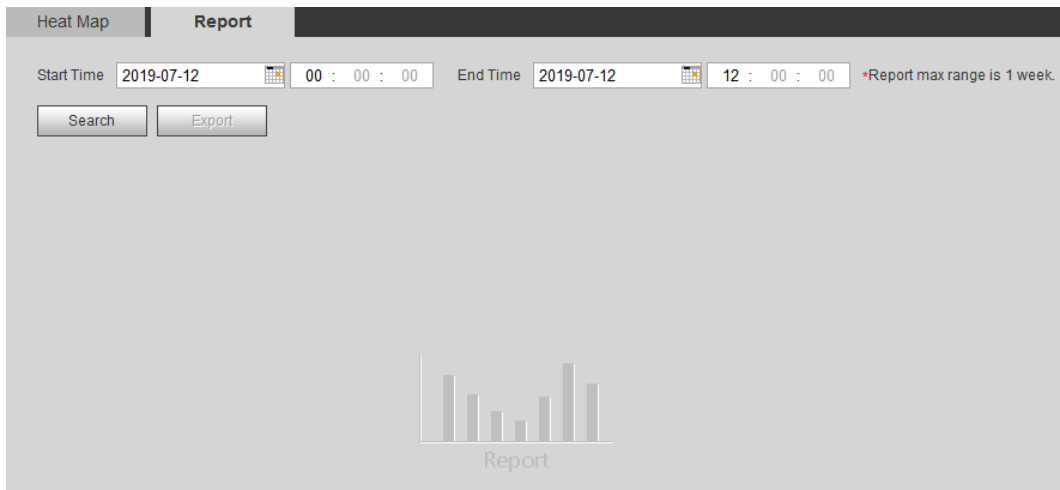 Heat Map Report
Start Time 2019-07-12 00 : 00 : 00 End Time 2019-07-12 12 : 00 : 00 *Report max range is 1 week.
Search Export
Report